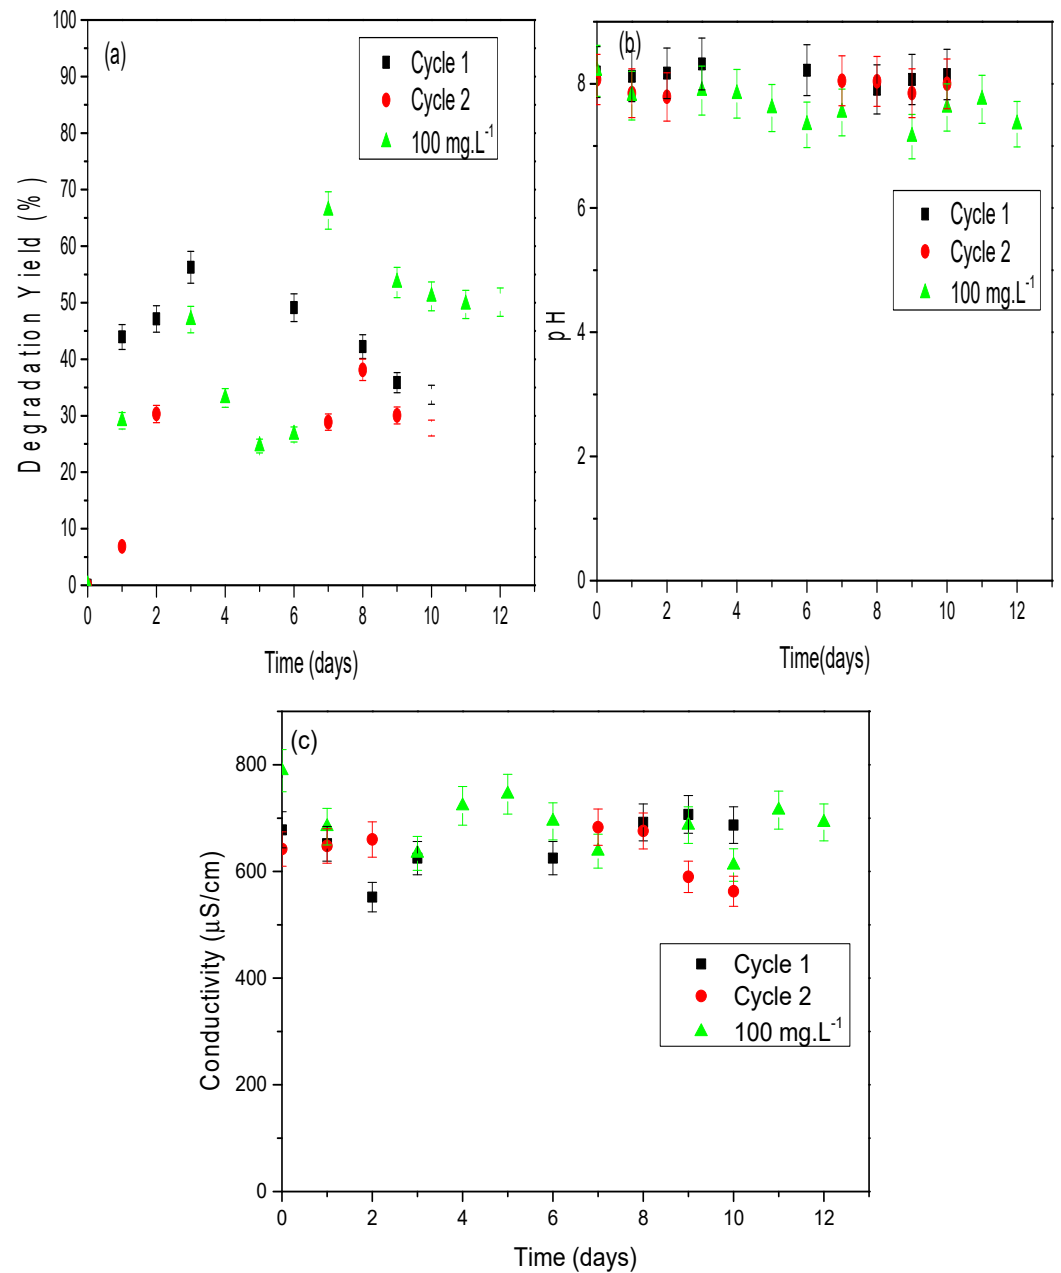 (a)
Cycle 1
Cycle 2
100 mg.L-1
Degradation Yield (%)
100
90
80
70
60
50
40
30
20
10
0
0 2 4 6 8 10 12
Time (days)
(b)
Cycle 1
Cycle 2
100 mg.L-1
pH
8
6
4
2
0
0 2 4 6 8 10 12
Time(days)
(c)
Cycle 1
Cycle 2
100 mg.L-1
Conductivity (µS/cm)
800
600
400
200
0
0 2 4 6 8 10 12
Time (days)